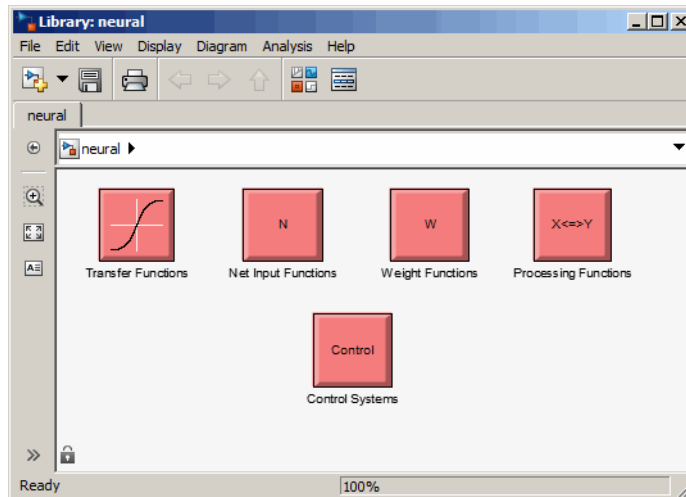 Library: neural
File Edit View Display Diagram Analysis Help
neural
neural
N
W
X<=>Y
Transfer Functions
Net Input Functions
Weight Functions
Processing Functions
Control
Control Systems
Ready
100%